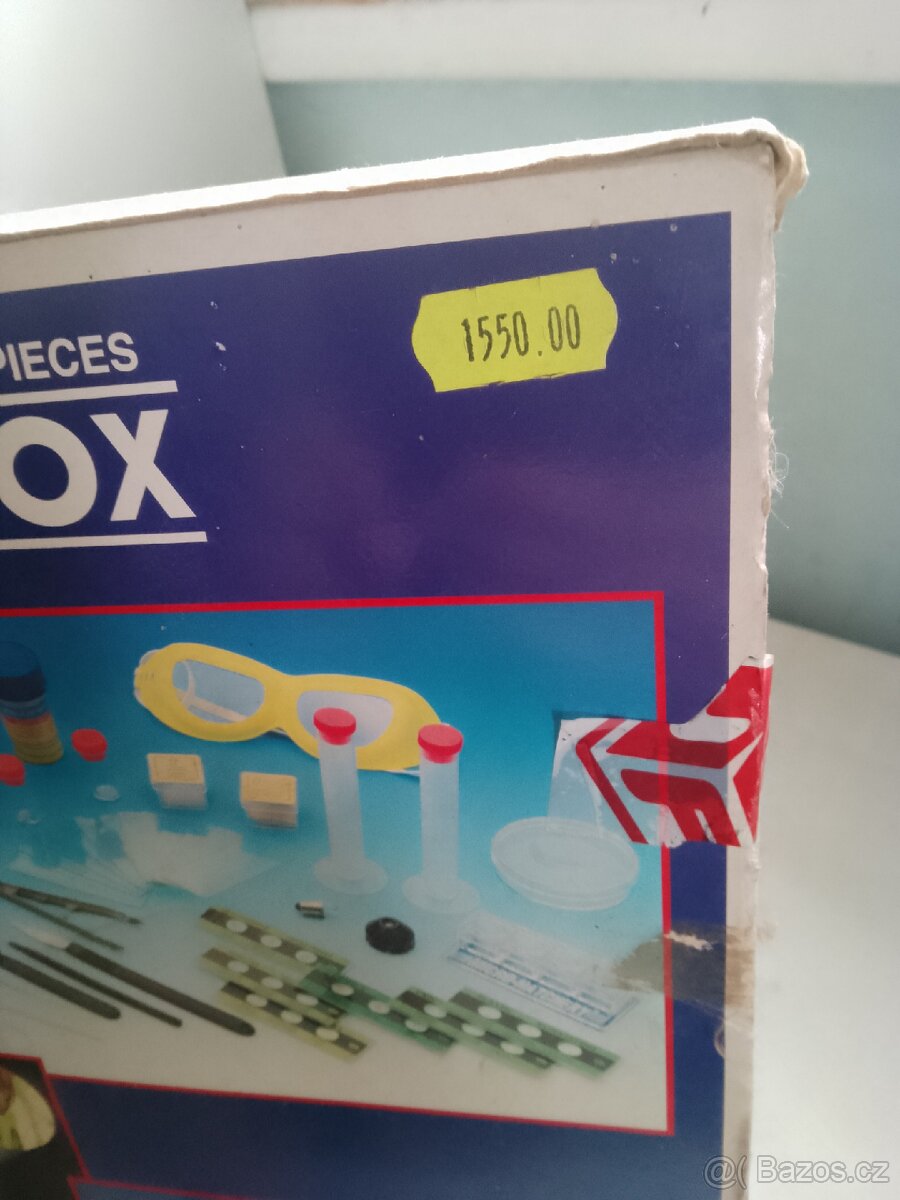 1550.00
PIECES
OX
@( Bazos.cz